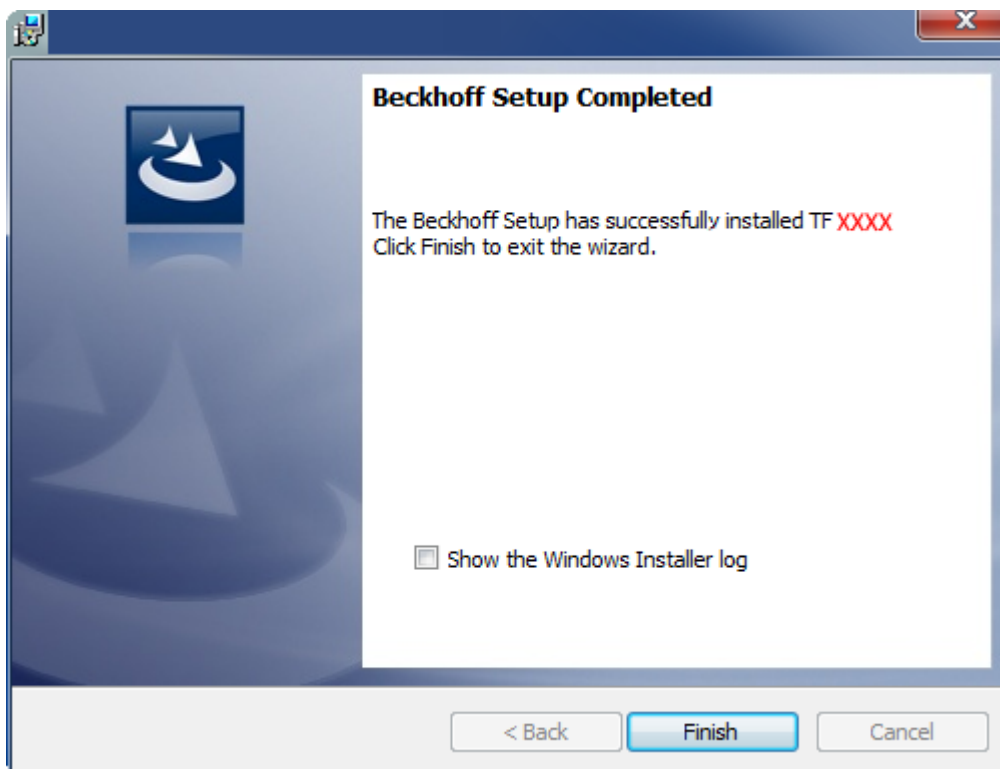 Beckhoff Setup Completed
The Beckhoff Setup has successfully installed TF XXXX
Click Finish to exit the wizard.
Show the Windows Installer log
< Back
Finish
Cancel